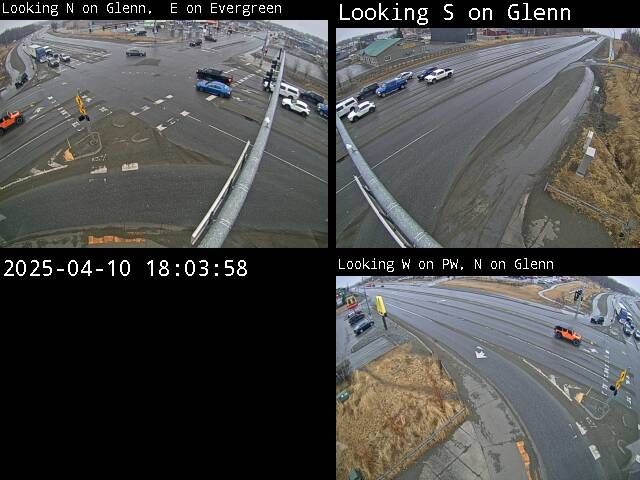 Looking N on Glenn,  E on Evergreen
Looking S on Glenn
2025-04-10 18:03:58
Looking W on PW, N on Glenn